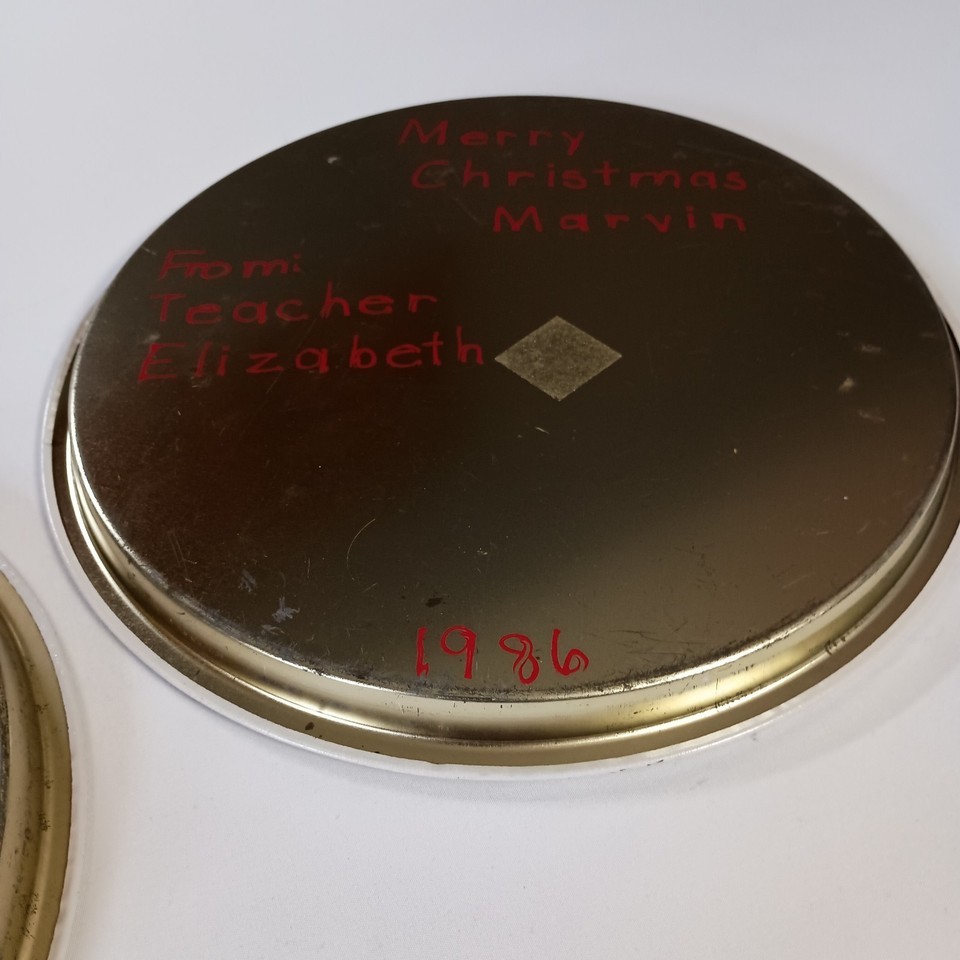 Merry
Christmas
Marvin
From:
Teacher
Elizabeth
1986